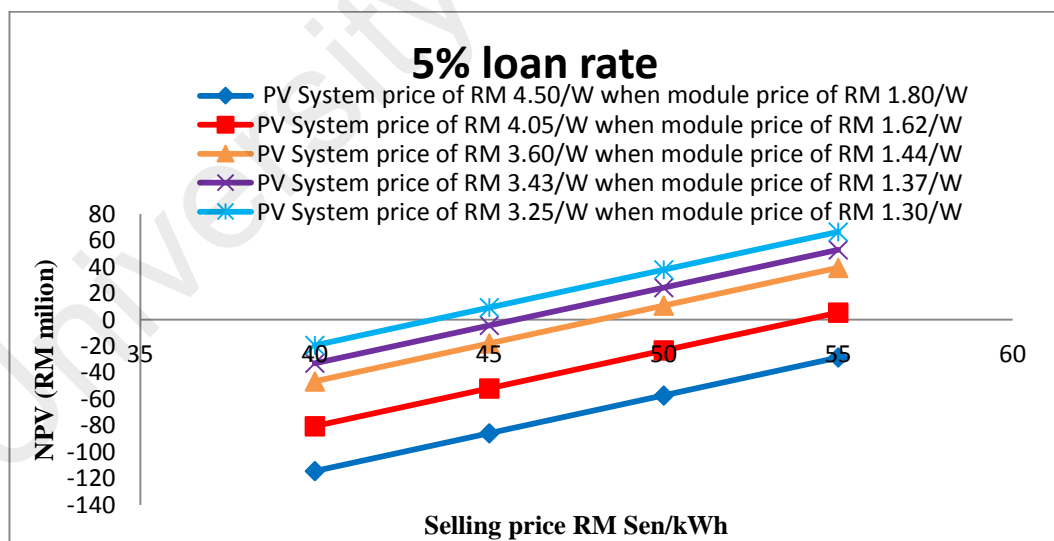 5% loan rate
PV System price of RM 4.50/W when module price of RM 1.80/W
PV System price of RM 4.05/W when module price of RM 1.62/W
PV System price of RM 3.60/W when module price of RM 1.44/W
PV System price of RM 3.43/W when module price of RM 1.37/W
PV System price of RM 3.25/W when module price of RM 1.30/W
80
60
40
20
0
-20
-40
-60
-80
-100
-120
-140
35
40
45
50
55
60
NPV (RM milion)
Selling price RM Sen/kWh
University